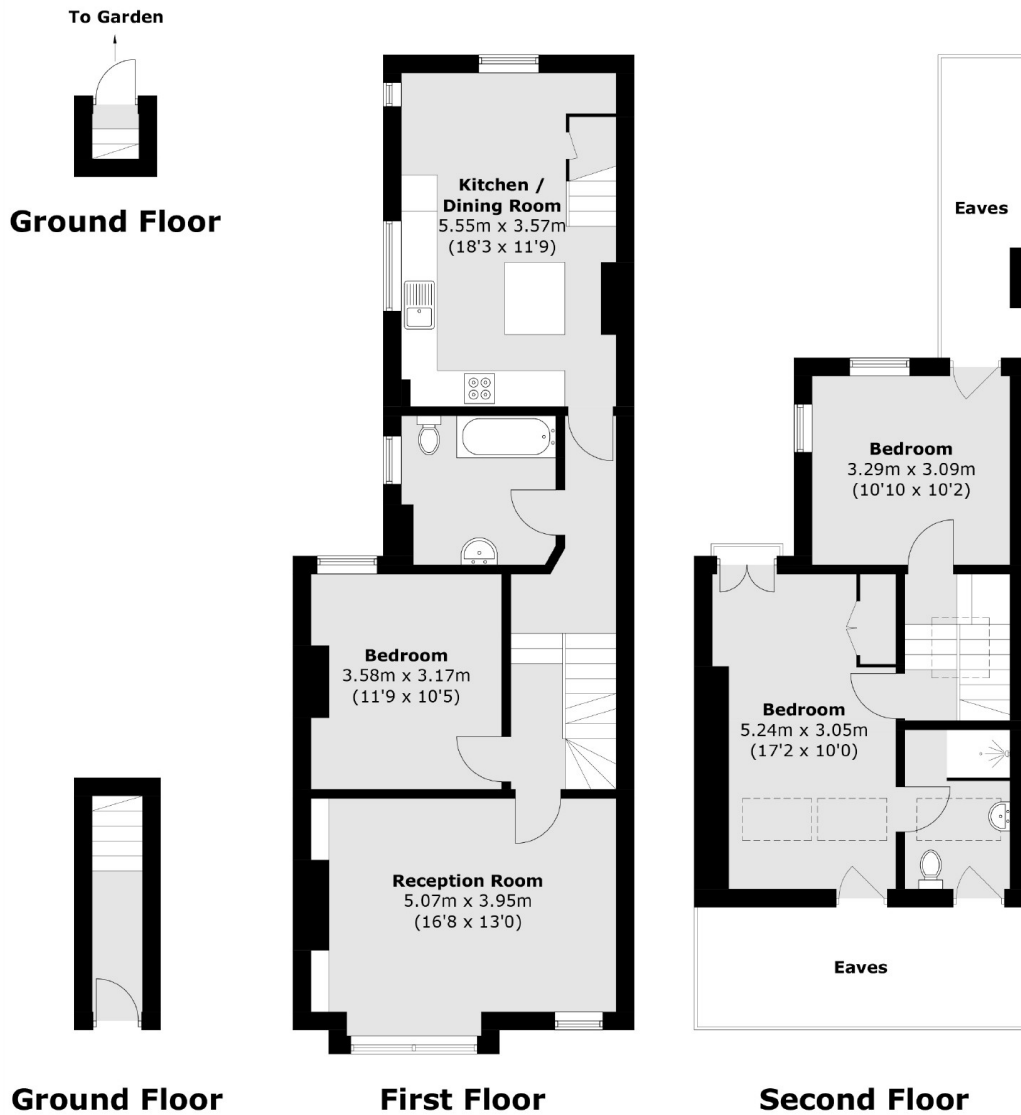 To Garden
Ground Floor
Kitchen /
Dining Room
5.55m x 3.57m
(18'3 x 11'9)
Bedroom
3.58m x 3.17m
(11'9 x 10'5)
Reception Room
5.07m x 3.95m
(16'8 x 13'0)
Eaves
Bedroom
3.29m x 3.09m
(10'10 x 10'2)
Bedroom
5.24m x 3.05m
(17'2 x 10'0)
Eaves
Ground Floor
First Floor
Second Floor